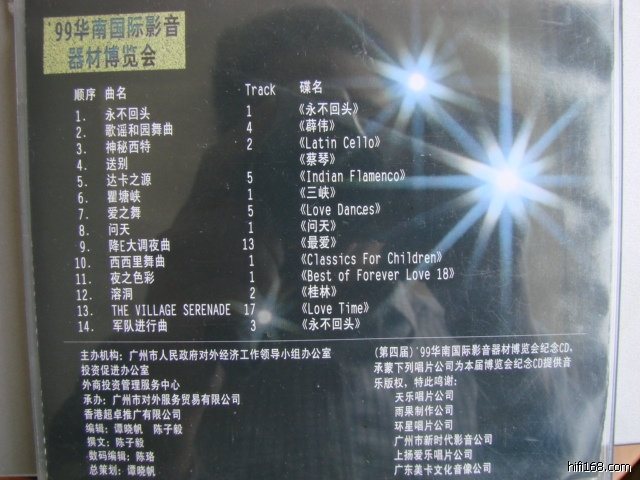 '99华南国际影音
器材博览会
顺序 曲名 Track 碟名
1. 永不回头 1 《永不回头》
2. 歌谣和园舞曲 4 《薛伟》
3. 神秘西特 2 《Latin Cello》
4. 送别 《蔡琴》
5. 达卡之源 5 《Indian Flamenco》
6. 瞿塘峡 1 《三峡》
7. 爱之舞 5 《Love Dances》
8. 问天 1 《问天》
9. 降E大调夜曲 13 《最爱》
10. 西西里舞曲 1 《Classics For Children》
11. 夜之色彩 1 《Best of Forever Love 18》
12. 溶洞 2 《桂林》
13. THE VILLAGE SERENADE 17 《Love Time》
14. 军队进行曲 3 《永不回头》
主办机构：广州市人民政府对外经济工作领导小组办公室
投资促进办公室
外商投资管理服务中心
承办：广州市对外服务贸易有限公司
香港超卓推广有限公司
编辑：谭晓帆 陈子毅
撰文：陈子毅
数码编辑：陈珞
总策划：谭晓帆
(第四届)'99华南国际影音器材博览会纪念CD，
承蒙下列唱片公司为本届博览会纪念CD提供音
乐版权，特此鸣谢：
天乐唱片公司
雨果制作公司
环星唱片公司
广州市新时代影音公司
上扬爱乐唱片公司
广东美卡文化音像公司
hifi168.com